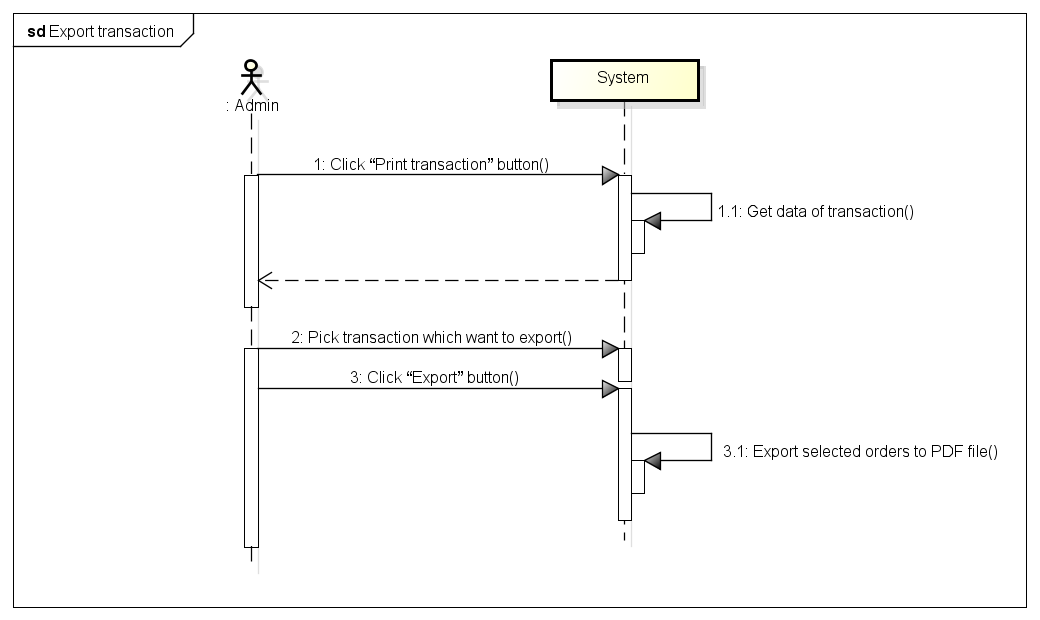 sd Export transaction
System
: Admin
1: Click “Print transaction” button()
1.1: Get data of transaction()
2: Pick transaction which want to export()
3: Click “Export” button()
3.1: Export selected orders to PDF file()